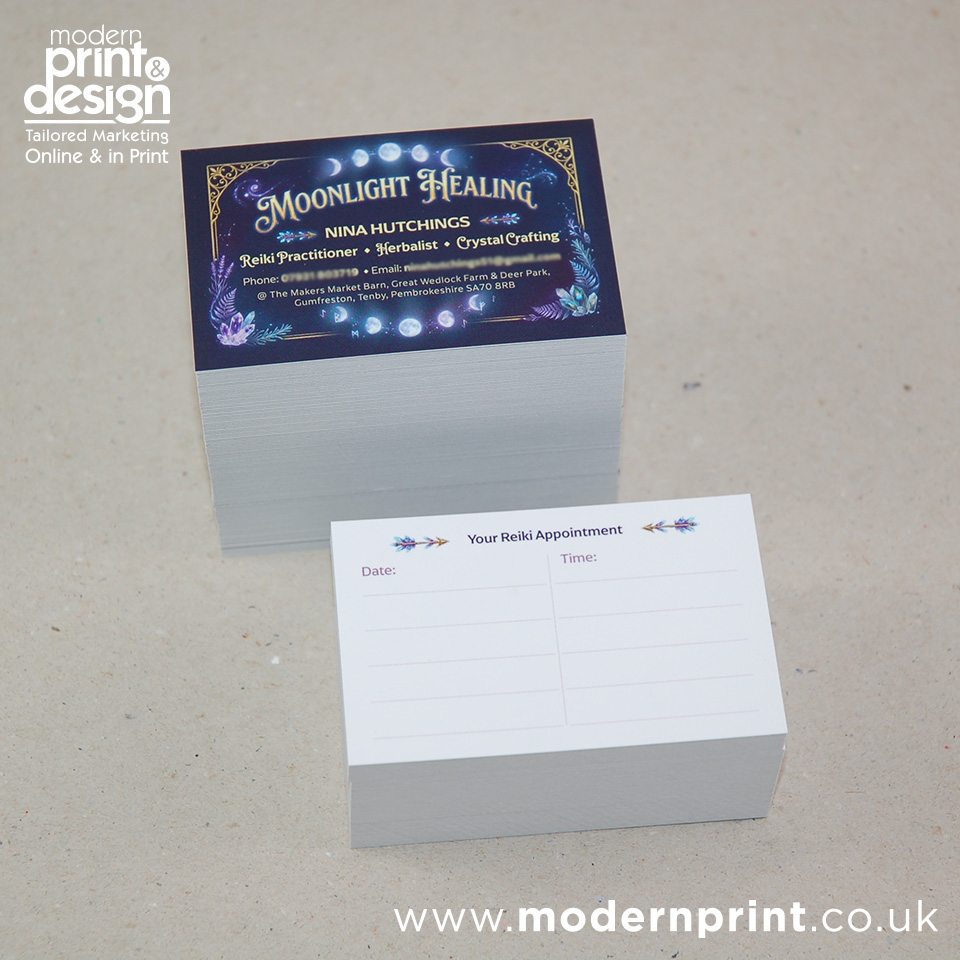 modern
print &
design
Tailored Marketing
Online & in Print
MOONLIGHT HEALING
NINA HUTCHINGS
Reiki Practitioner • Herbalist • Crystal Crafting
Phone: • Email:
@ The Makers Market Barn, Great Wedlock Farm & Deer Park,
Gumfreston, Tenby, Pembrokeshire SA70 8RB
Your Reiki Appointment
Date: Time:
www.modernprint.co.uk